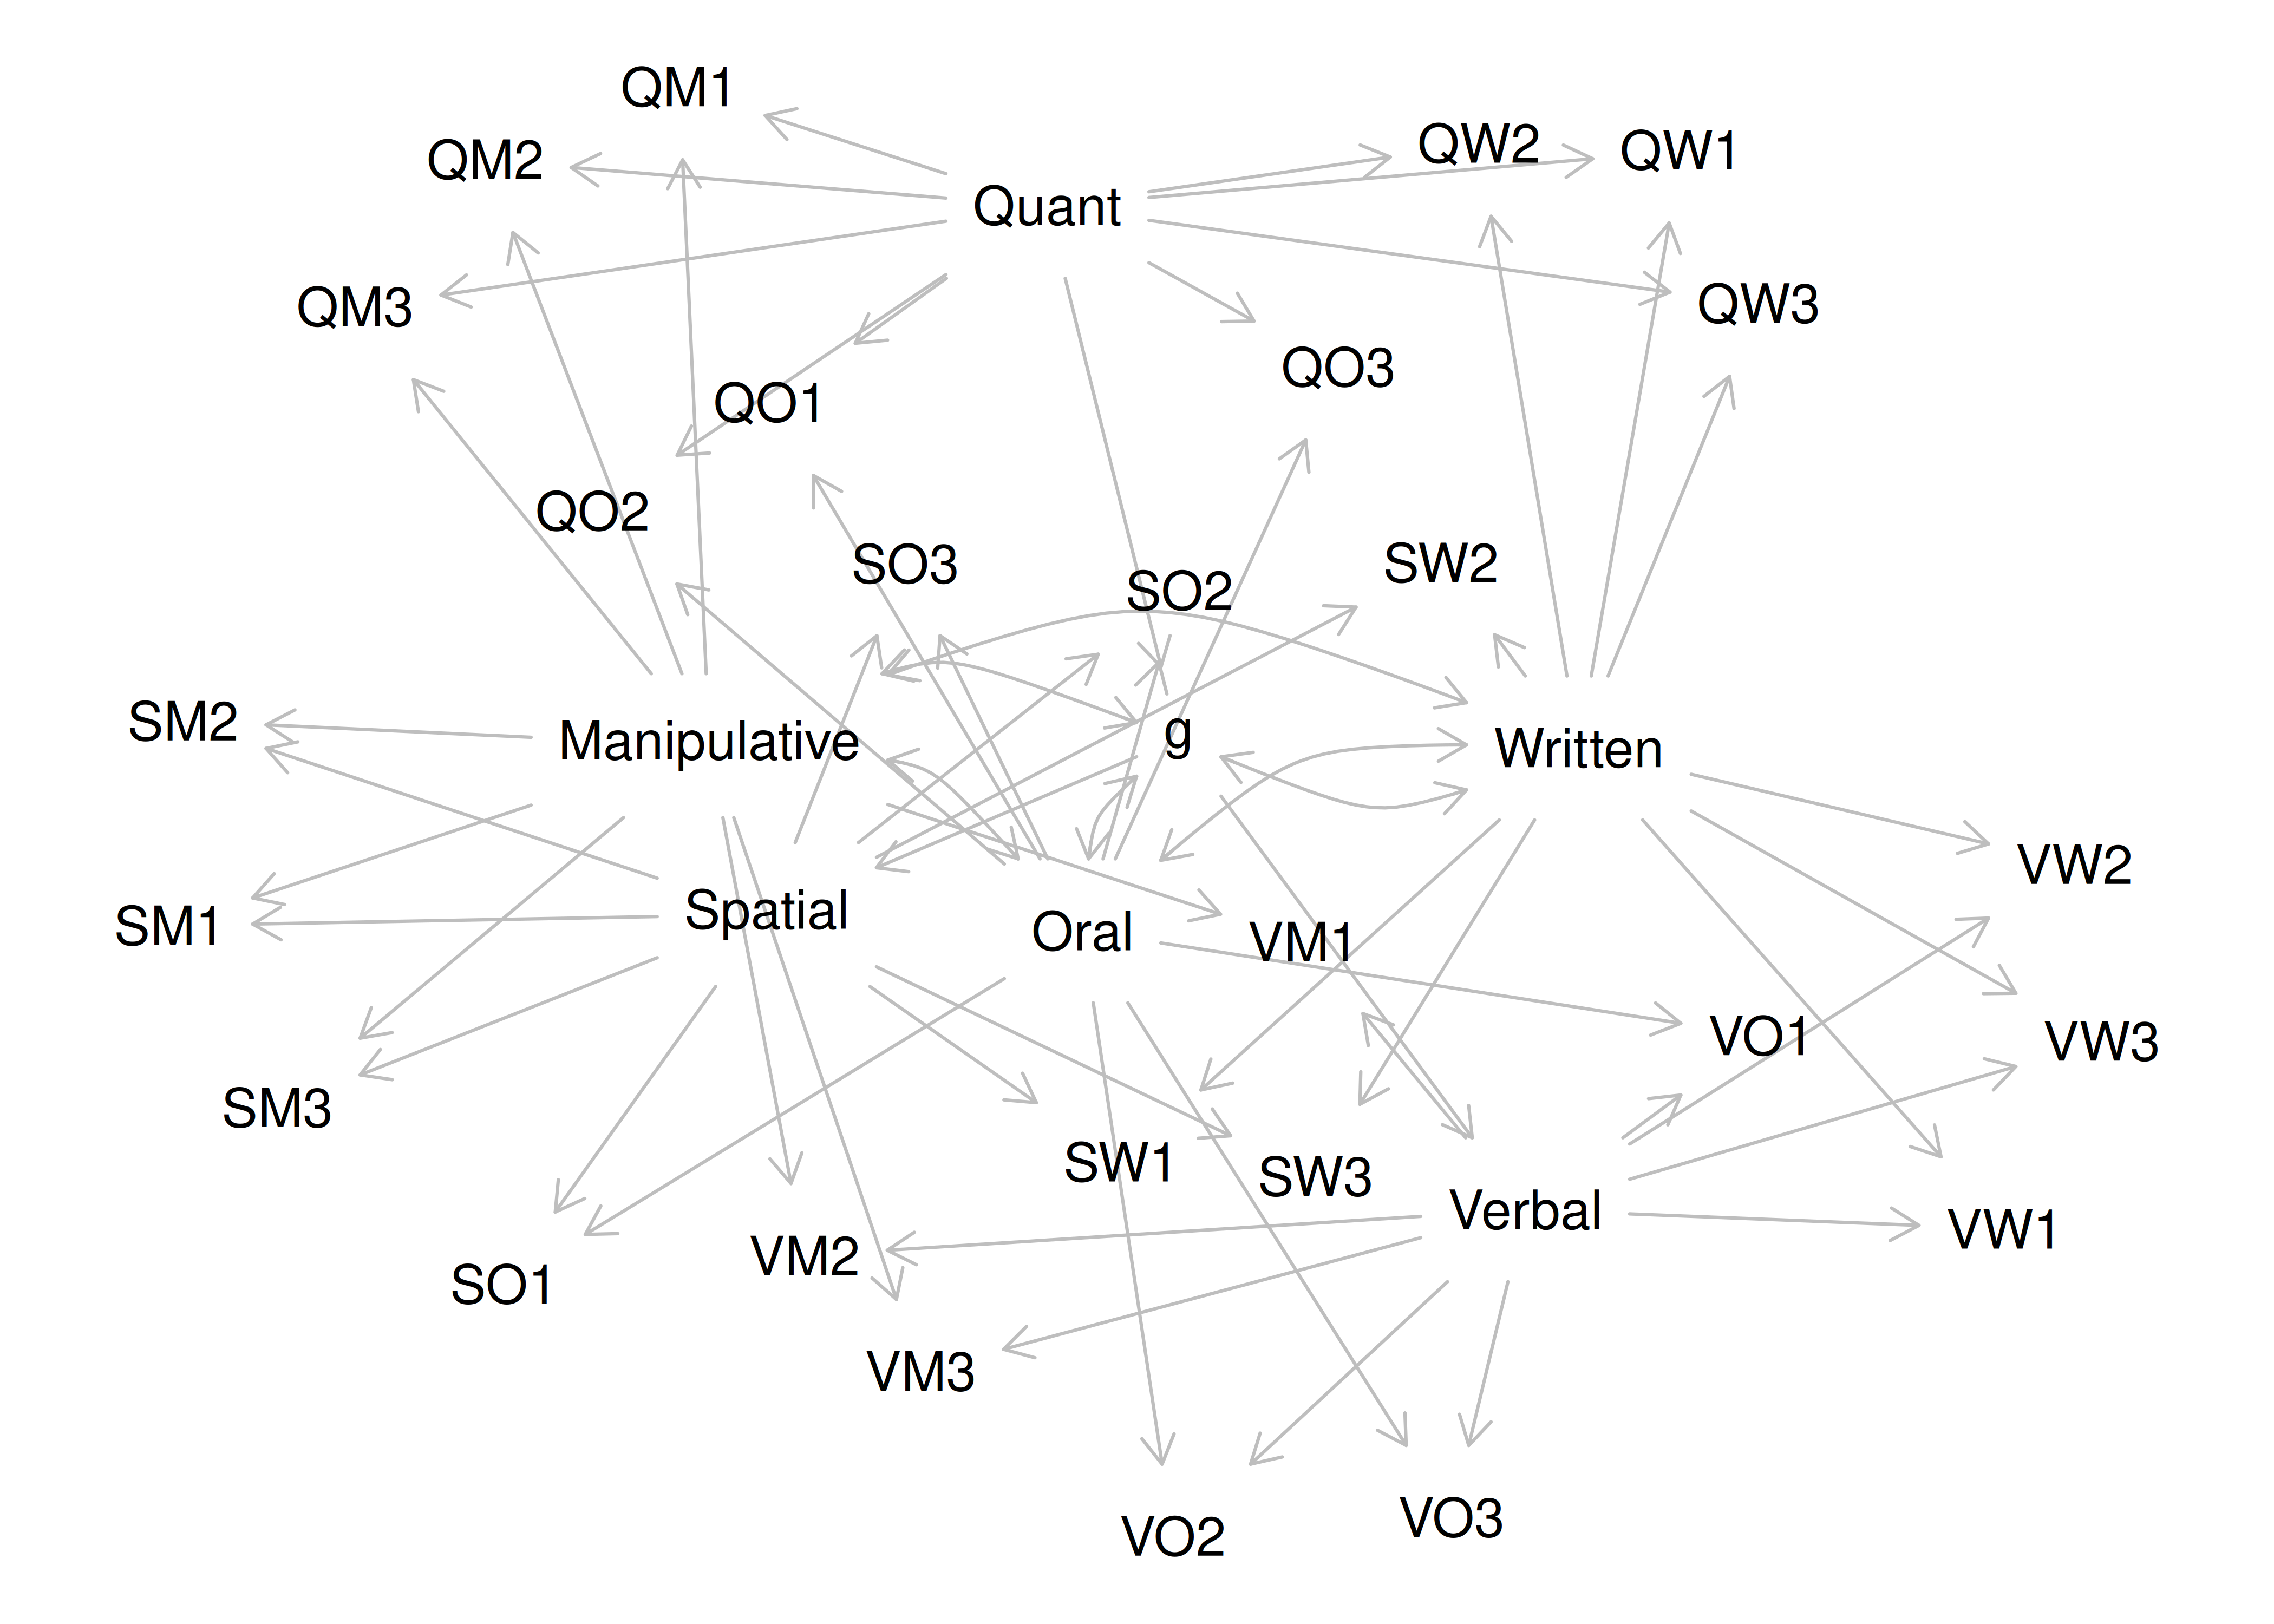 QM1
QW2
QW1
QM2
Quant
QM3
QW3
QO3
QO1
QO2
SO3
SW2
SO2
SM2
g
Manipulative
Written
VW2
Spatial
SM1
Oral
VM1
VO1
VW3
SM3
SW1
SW3
Verbal
VW1
VM2
SO1
VM3
VO3
VO2